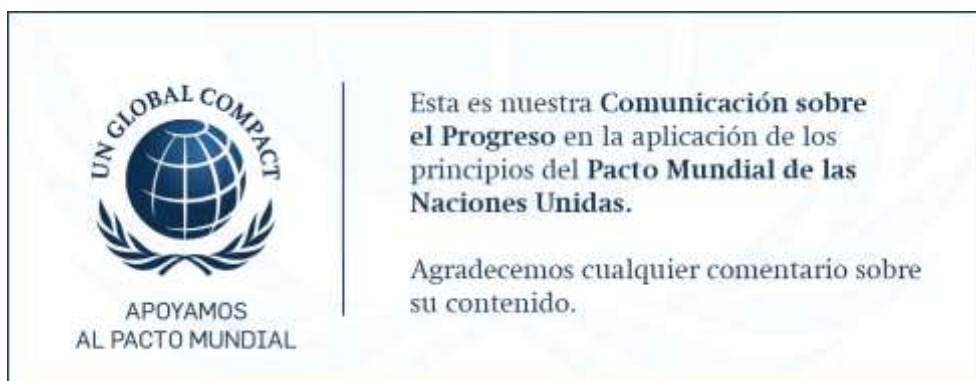 UN GLOBAL COMPACT
APOYAMOS
AL PACTO MUNDIAL
Esta es nuestra Comunicación sobre
el Progreso en la aplicación de los
principios del Pacto Mundial de las
Naciones Unidas.
Agradecemos cualquier comentario sobre
su contenido.